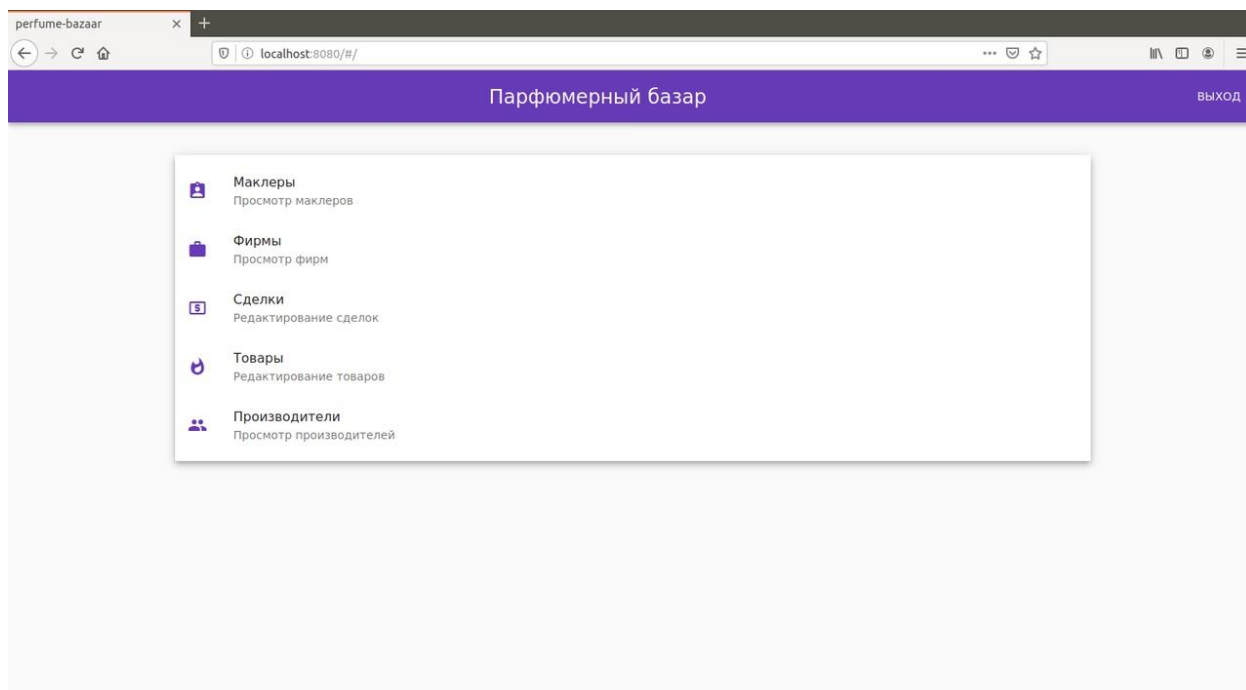 perfume-bazaar
localhost:8080/#/
Парфюмерный базар
ВЫХОД
Маклеры
Просмотр маклеров
Фирмы
Просмотр фирм
Сделки
Редактирование сделок
Товары
Редактирование товаров
Производители
Просмотр производителей